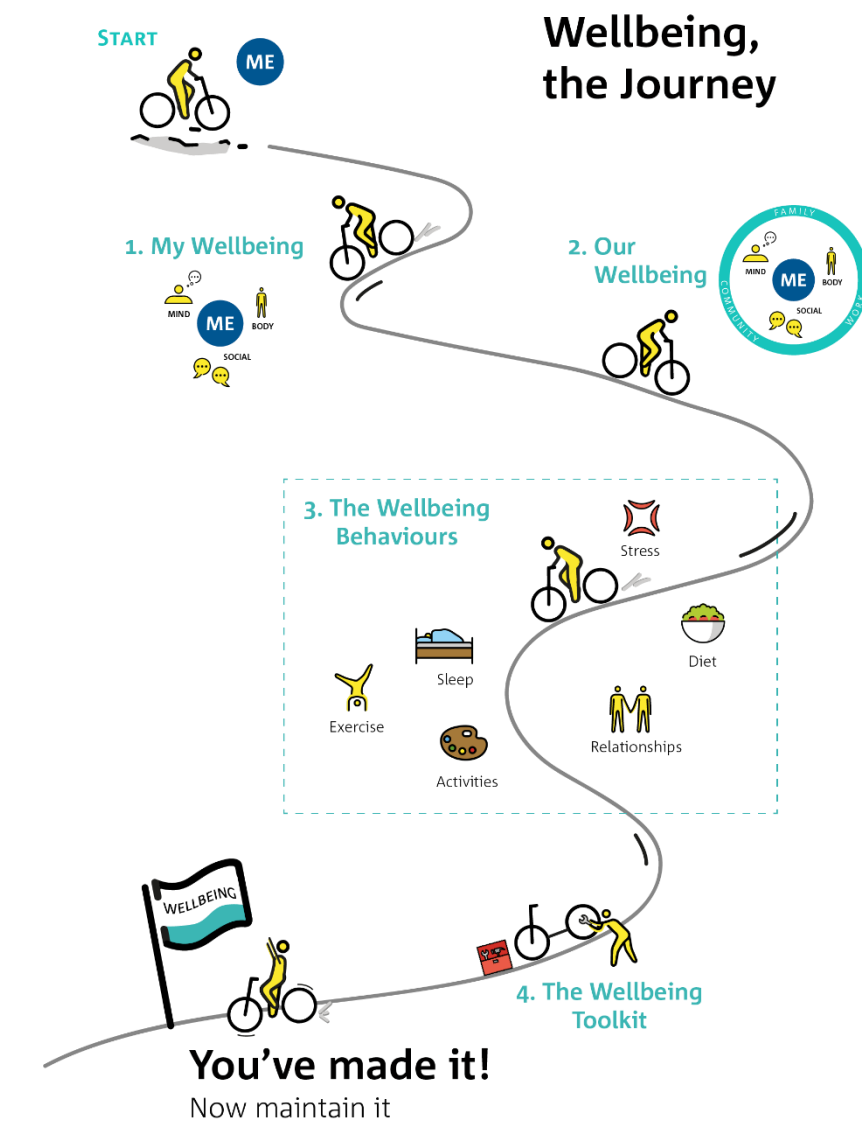 Wellbeing,
the Journey
START
ME
1. My Wellbeing
MIND
ME
BODY
SOCIAL
2. Our
Wellbeing
FAMILY
MIND
ME
BODY
SOCIAL
COMMUNITY
WORK
3. The Wellbeing
Behaviours
Stress
Diet
Sleep
Exercise
Relationships
Activities
WELLBEING
4. The Wellbeing
Toolkit
You've made it!
Now maintain it